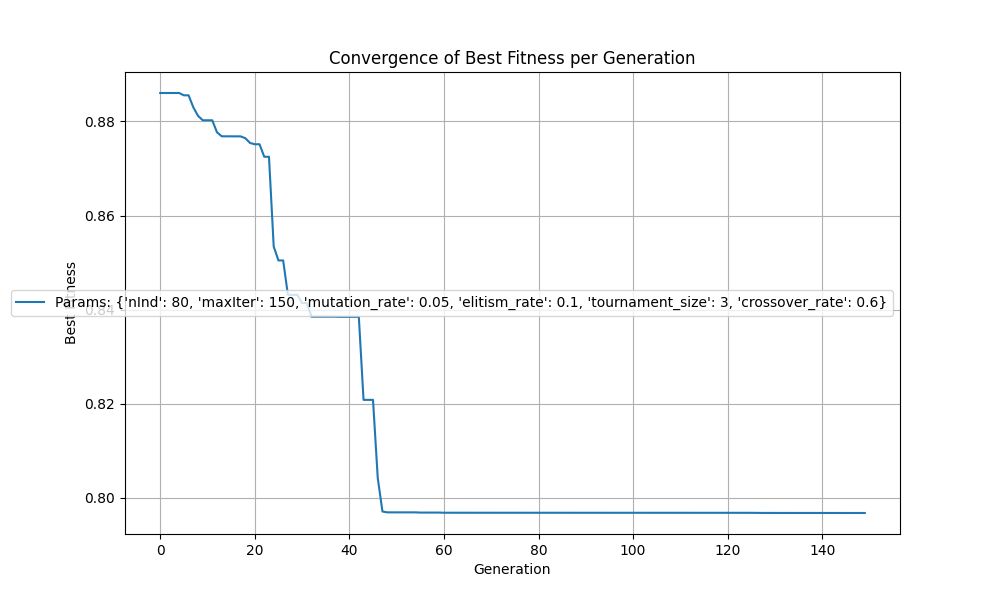 Convergence of Best Fitness per Generation
0.88
0.86
0.84
0.82
0.80
Best Fitness
Params: {'nInd': 80, 'maxIter': 150, 'mutation_rate': 0.05, 'elitism_rate': 0.1, 'tournament_size': 3, 'crossover_rate': 0.6}
0 20 40 60 80 100 120 140
Generation